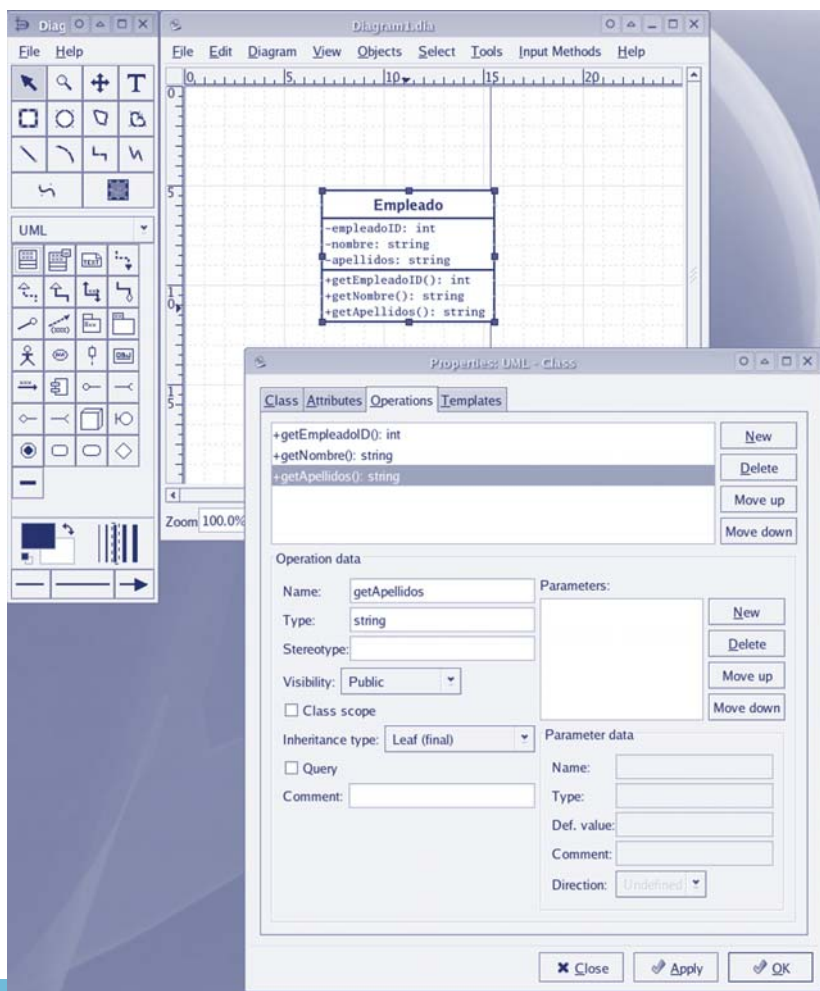 Diag
File Help
T
UML
Diagram1.dia
File Edit Diagram View Objects Select Tools Input Methods Help
0 5 10 15 20
0
5
10
15
Empleado
-empleadoID: int
-nombre: string
-apellidos: string
+getEmpleadoID(): int
+getNombre(): string
+getApellidos(): string
Zoom 100.0%
Properties: UML - Class
Class Attributes Operations Templates
+getEmpleadoID(): int
+getNombre(): string
+getApellidos(): string
New
Delete
Move up
Move down
Operation data
Name: getApellidos
Type: string
Stereotype:
Visibility: Public
Class scope
Inheritance type: Leaf (final)
Query
Comment:
Parameters:
New
Delete
Move up
Move down
Parameter data
Name:
Type:
Def. value:
Comment:
Direction: Undefined
Close Apply OK